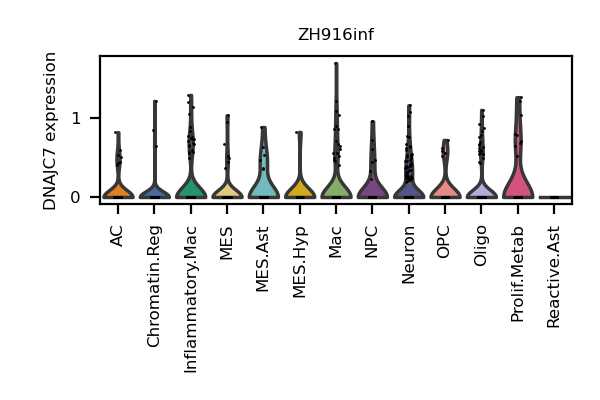 ZH916inf
DNAJC7 expression
1
0
AC
Chromatin.Reg
Inflammatory.Mac
MES
MES.Ast
MES.Hyp
Mac
NPC
Neuron
OPC
Oligo
Prolif.Metab
Reactive.Ast